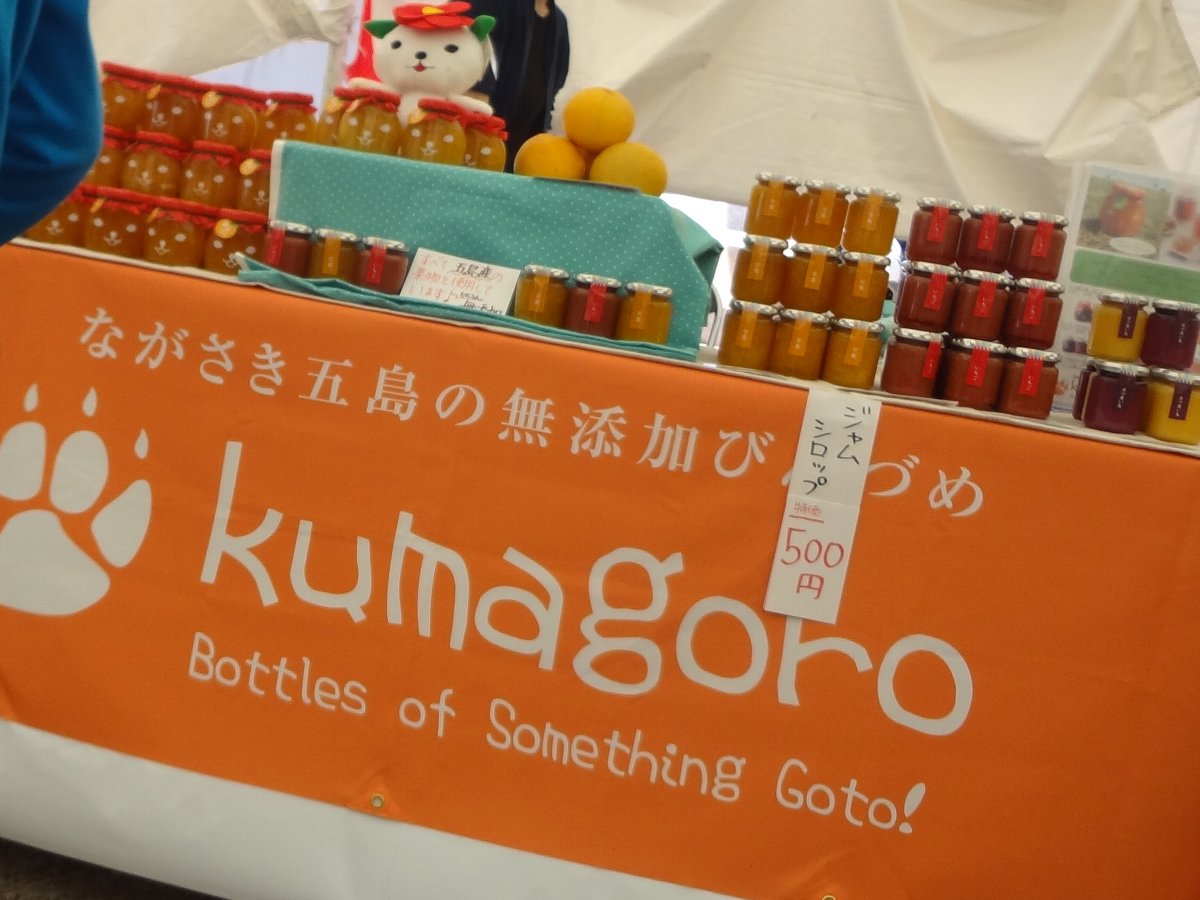 すべて五島産の
果物を使用して
います♪
ながさき五島の無添加び づめ
ジャム
シロップ
特価
500
円
kumagoro
Bottles of Something Goto!